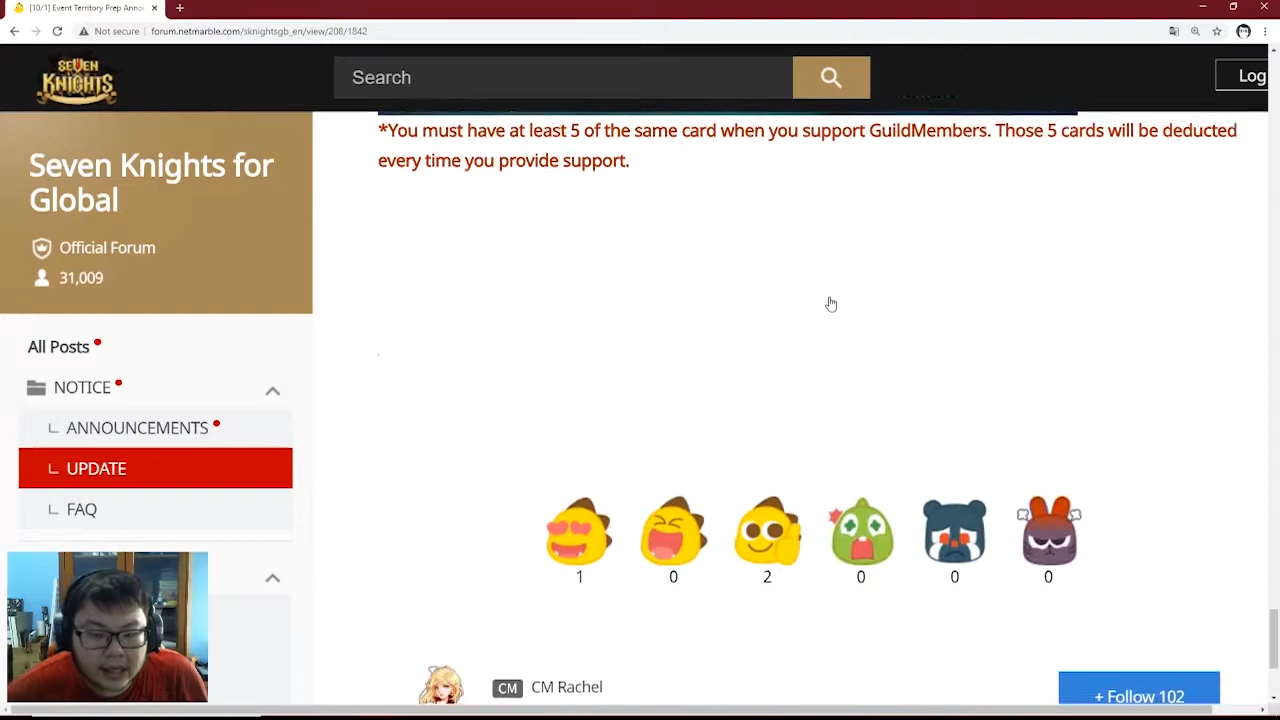 [10/1] Event Territory Prep Anno
Not secure | forum.netmarble.com/sknightsgb_en/view/208/1842
SEVEN
KNIGHTS
Search
Log
*You must have at least 5 of the same card when you support GuildMembers. Those 5 cards will be deducted
every time you provide support.
Seven Knights for
Global
Official Forum
31,009
All Posts
NOTICE
ANNOUNCEMENTS
UPDATE
FAQ
1
0
2
0
0
0
CM CM Rachel
+ Follow 102